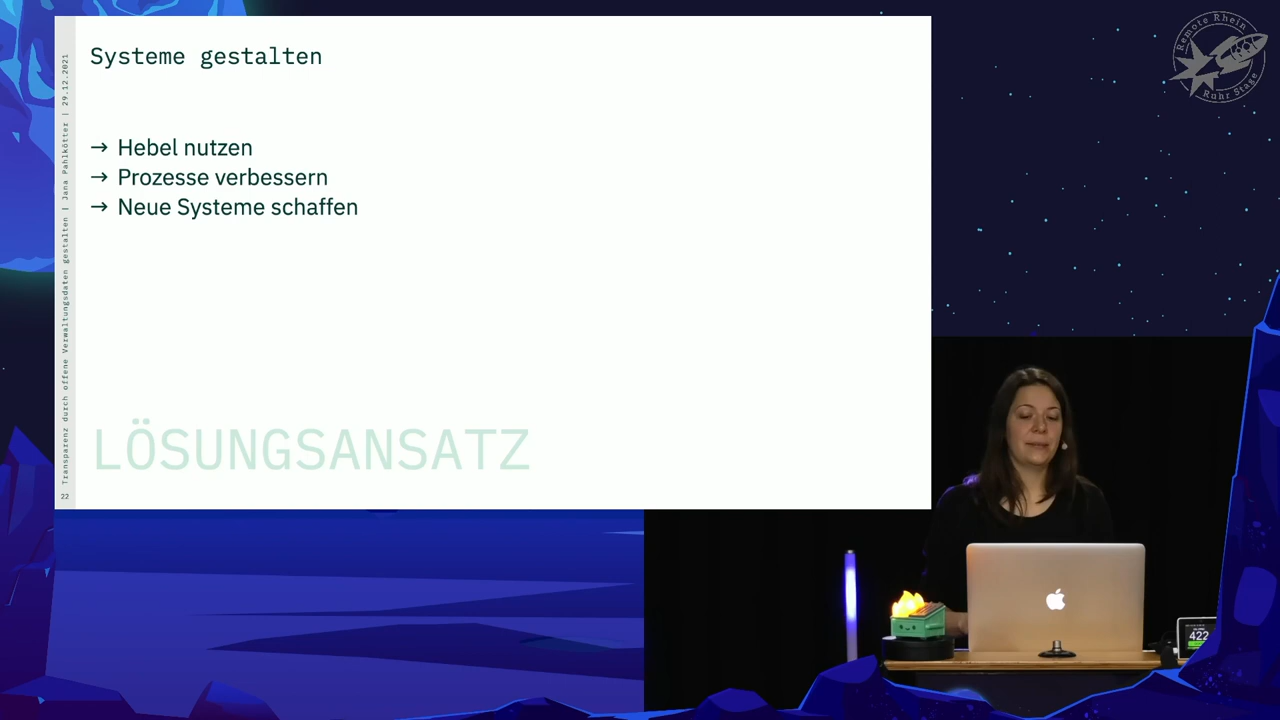 Systeme gestalten
→ Hebel nutzen
→ Prozesse verbessern
→ Neue Systeme schaffen
LÖSUNGSANSATZ
22
Transparenz durch offene Verwaltungsdaten gestalten | Jana Pahlkötter | 29.12.2021
Remote Rhein
Ruhr Stage
422